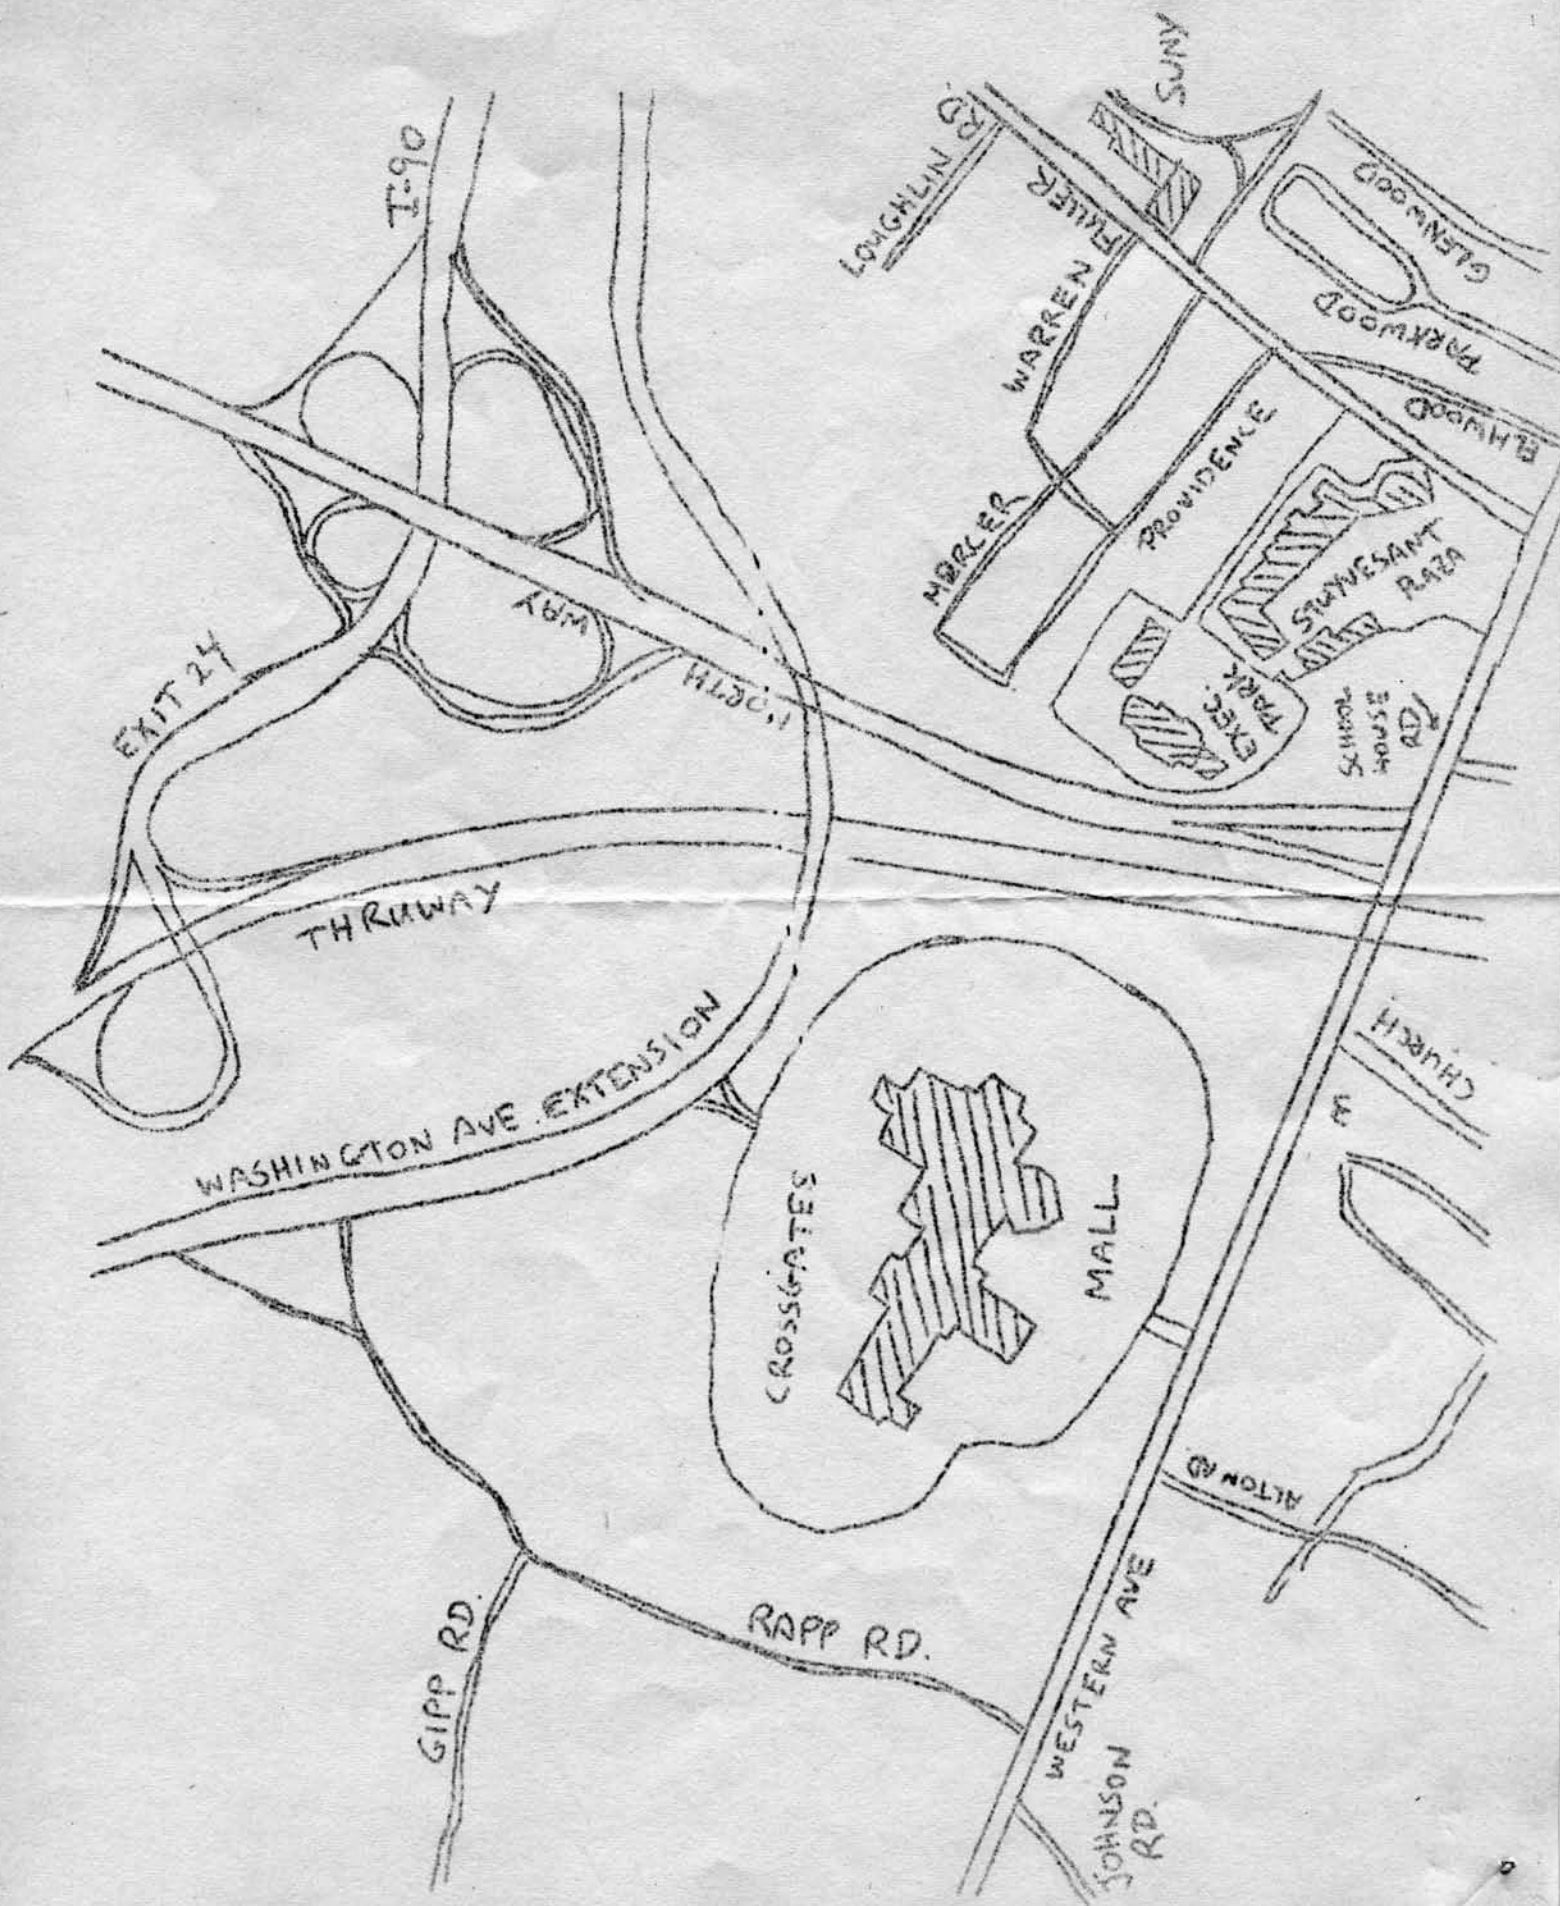 SUNY
I-90
LOUGHLIN RD.
FULLER
GLENWOOD
PARKWOOD
WARREN
ELMWOOD
PROVIDENCE
MERCER
STUYVESANT
PLAZA
WAY
NORTH
EXIT 24
EXEC.
PARK
SCHOOL
HOUSE
RD
THRUWAY
WASHINGTON AVE. EXTENSION
CHURCH
CROSSGATES
MALL
ALTON RD
RAPP RD.
GIPP RD.
WESTERN AVE
JOHNSON
RD.